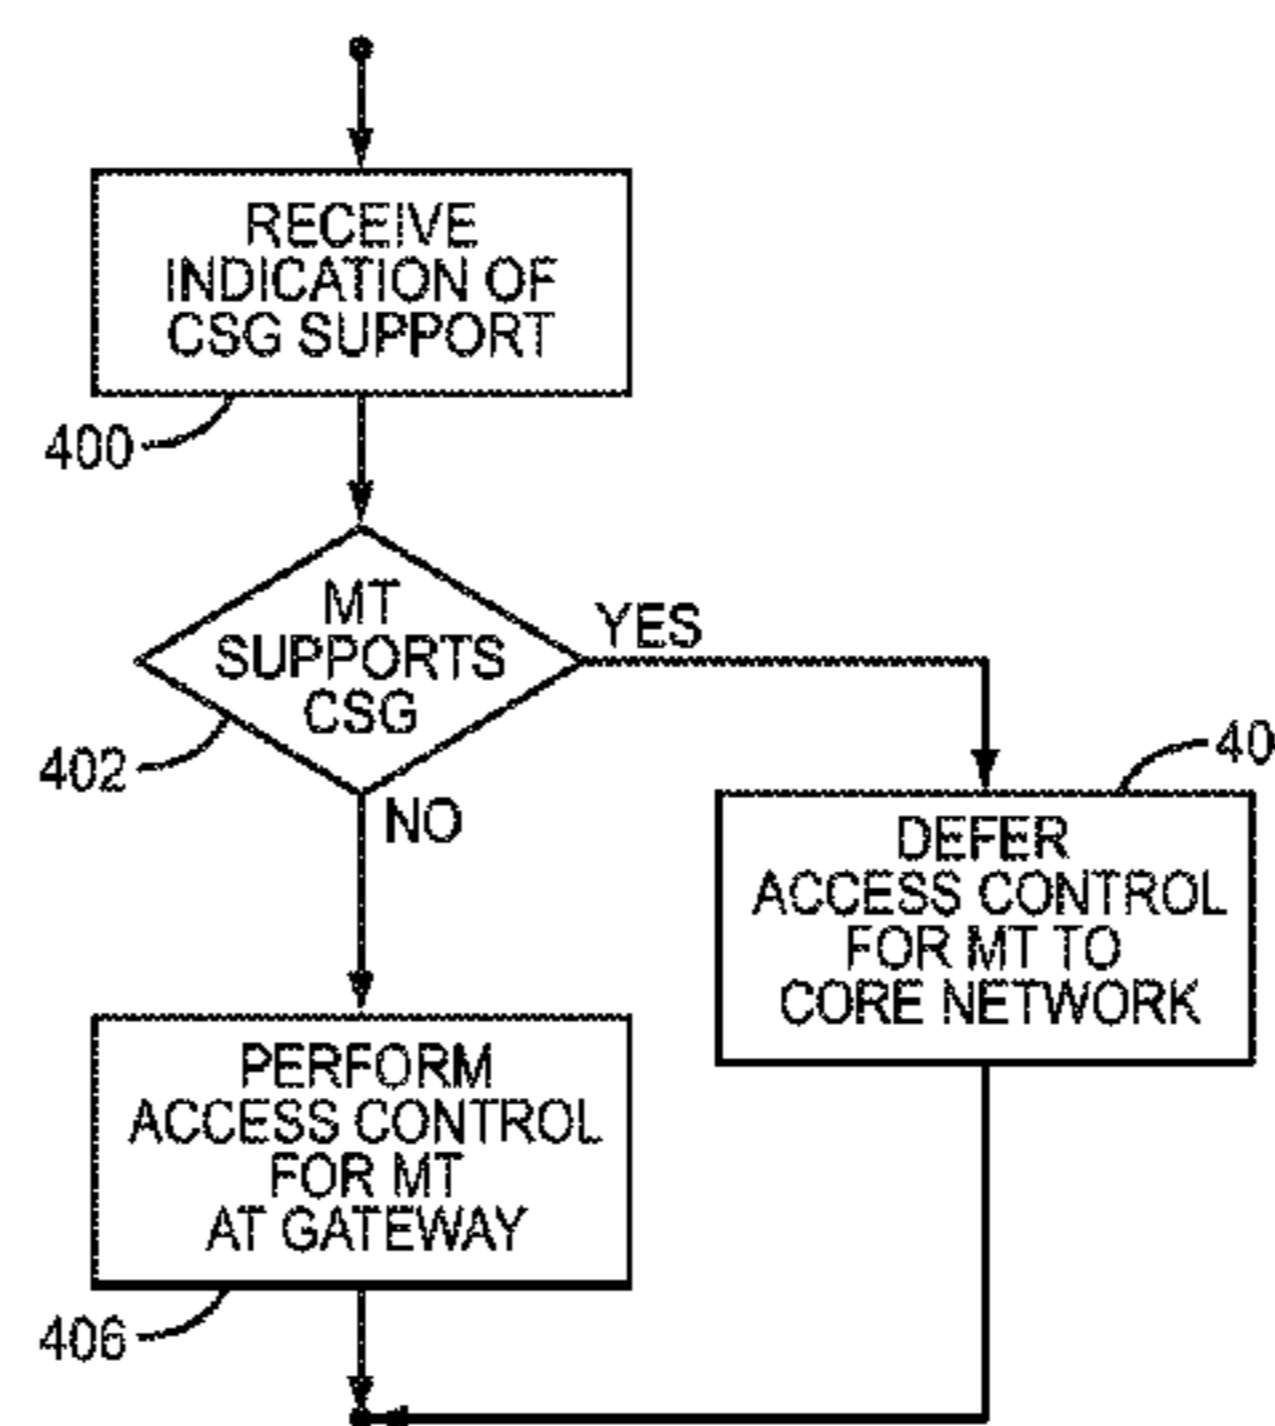 RECEIVE
INDICATION OF
CSG SUPPORT
400
MT
SUPPORTS
CSG
YES
402
NO
40
DEFER
ACCESS CONTROL
FOR MT TO
CORE NETWORK
PERFORM
ACCESS CONTROL
FOR MT
AT GATEWAY
406